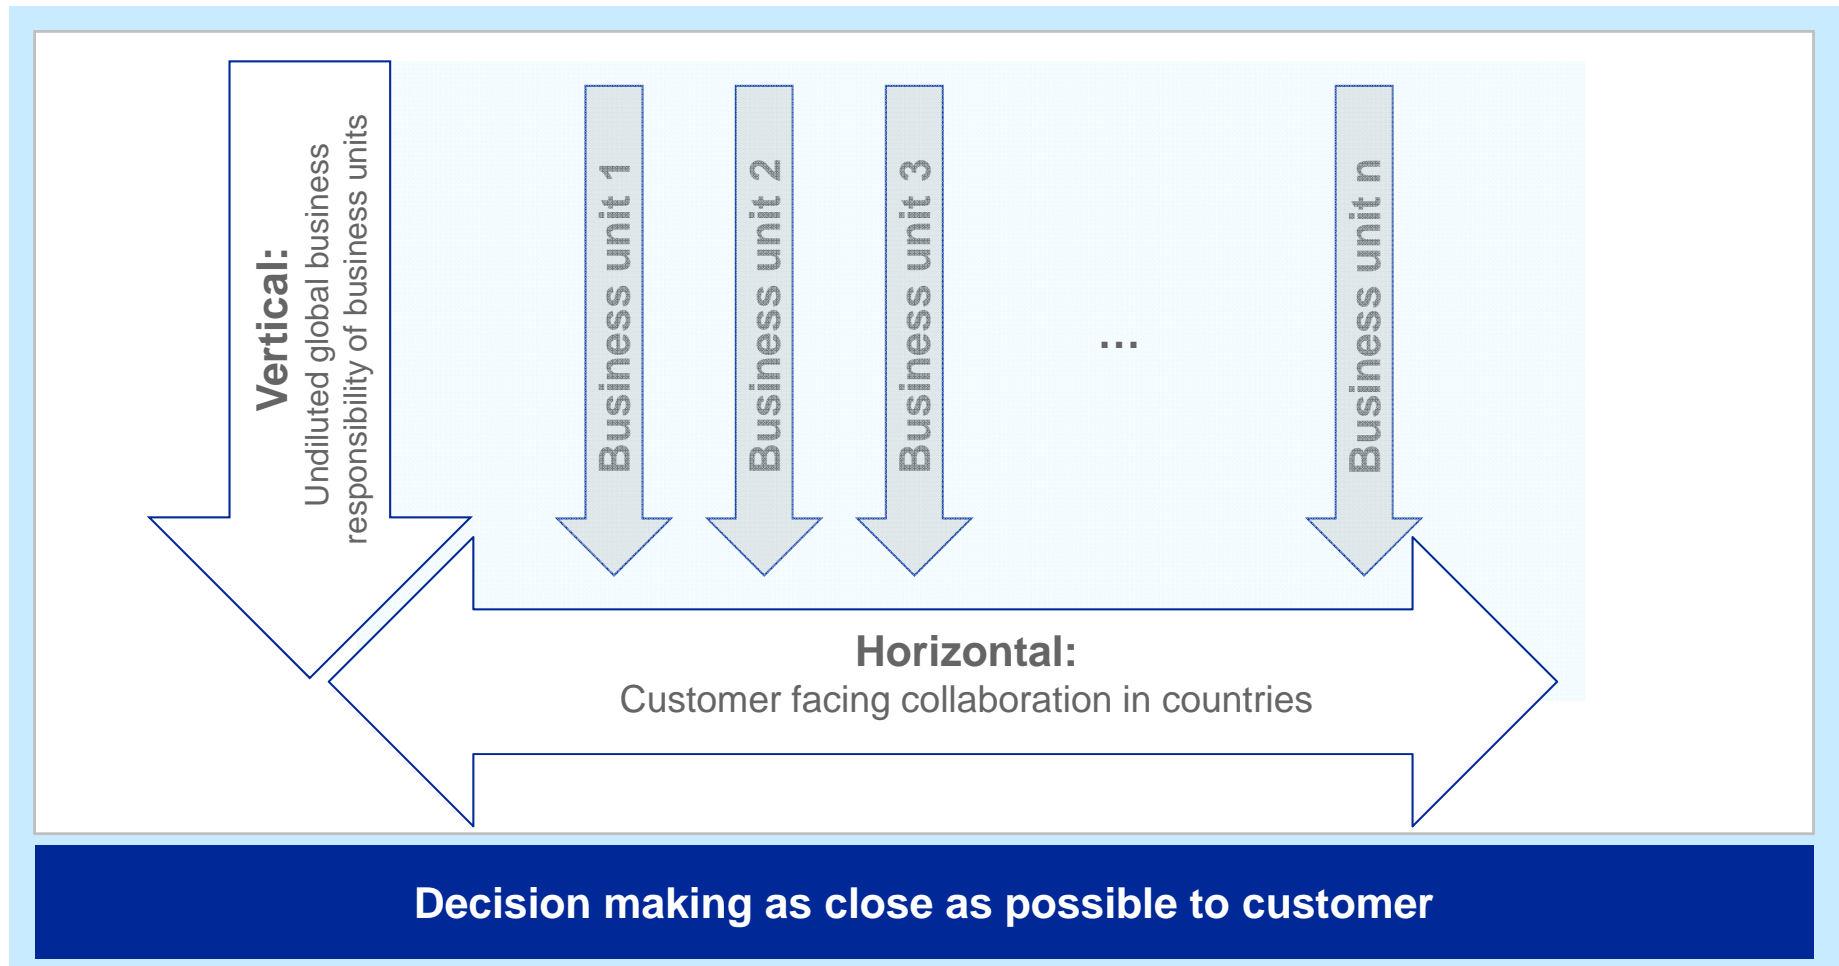 Vertical:
Undiluted global business
responsibility of business units
Business unit 1
Business unit 2
Business unit 3
...
Business unit n
Horizontal:
Customer facing collaboration in countries
Decision making as close as possible to customer